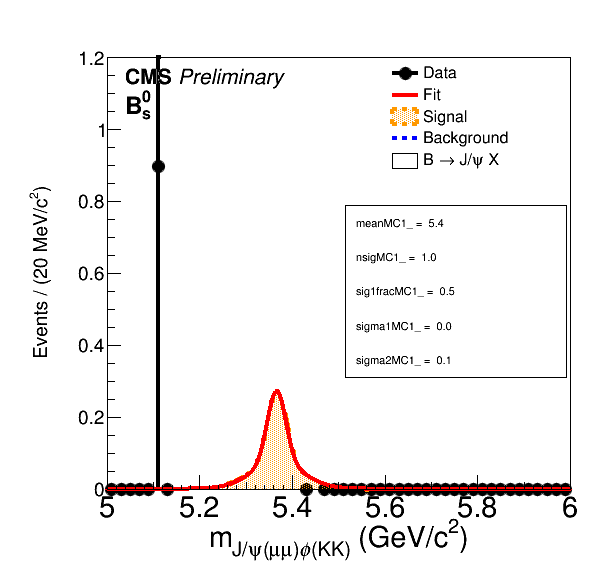 CMS Preliminary
B⁰ₛ
Data
Fit
Signal
Background
B → J/ψ X
meanMC1_ = 5.4
nsigMC1_ = 1.0
sig1fracMC1_ = 0.5
sigma1MC1_ = 0.0
sigma2MC1_ = 0.1
Events / (20 MeV/c²)
1.2
1
0.8
0.6
0.4
0.2
0
5 5.2 5.4 5.6 5.8 6
m_J/ψ(μμ)ϕ(KK) (GeV/c²)